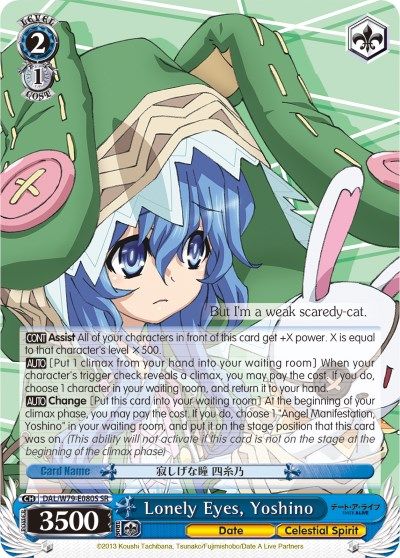 LEVEL
2
1
COST
But I'm a weak scaredy-cat.
CONT Assist All of your characters in front of this card get +X power. X is equal
to that character's level ×500.
AUTO [Put 1 climax from your hand into your waiting room] When your
character's trigger check reveals a climax, you may pay the cost. If you do,
choose 1 character in your waiting room, and return it to your hand.
AUTO Change [Put this card into your waiting room] At the beginning of your
climax phase, you may pay the cost. If you do, choose 1 "Angel Manifestation,
Yoshino" in your waiting room, and put it on the stage position that this card
was on. (This ability will not activate if this card is not on the stage at the
beginning of the climax phase)
Card Name 寂しげな瞳 四糸乃
CH DAL/W79-E080S SR
POWER 3500 SOUL Lonely Eyes, Yoshino デート・ア・ライブ
Date Celestial Spirit
©2013 Koushi Tachibana, Tsunako/Fujimishobo/Date A Live Partners